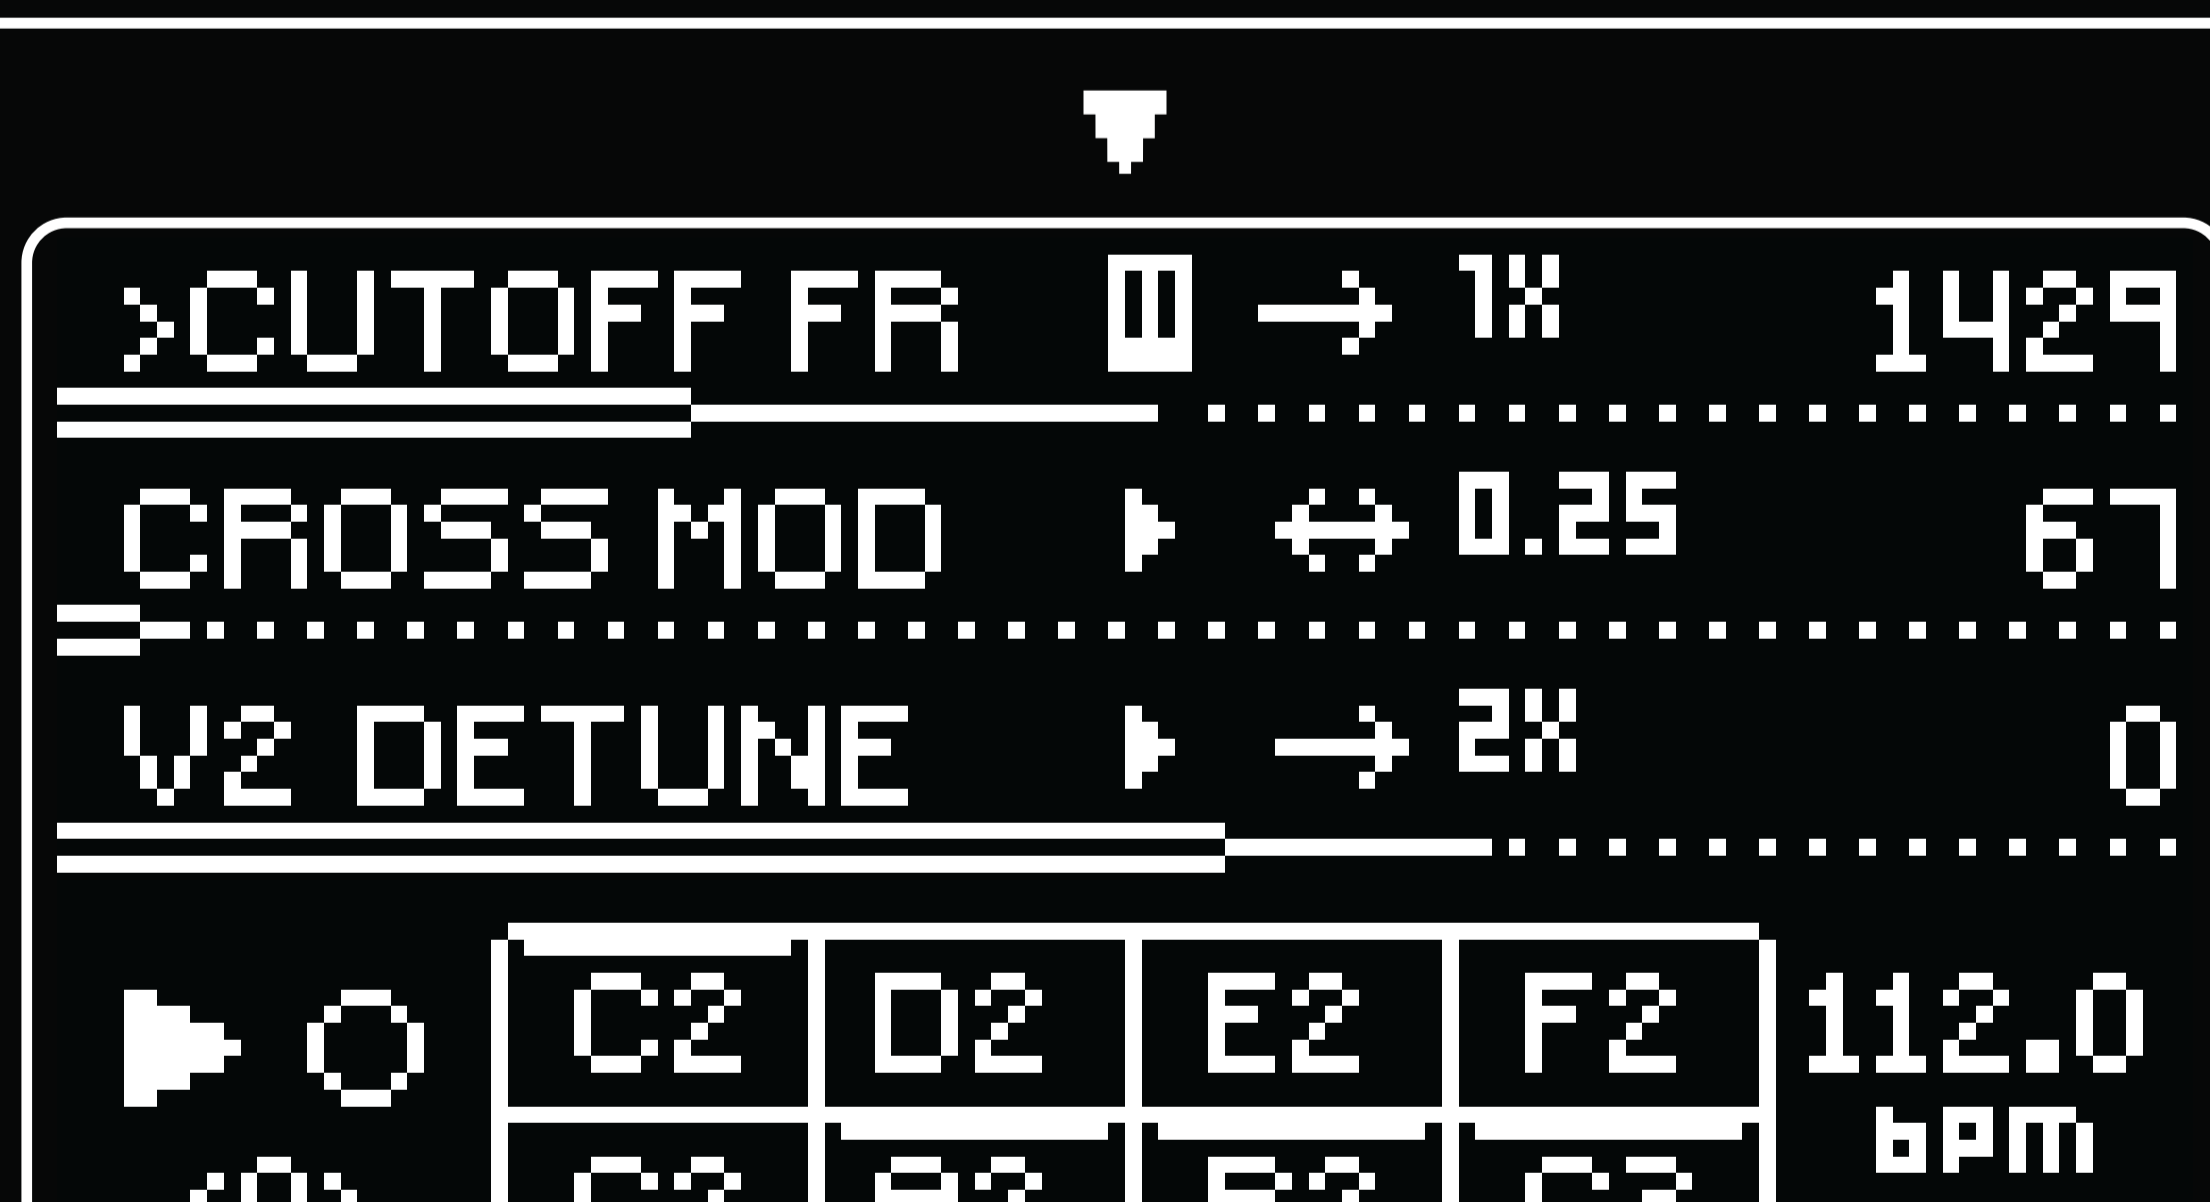 >CUTOFF FR → 1X 1429
CROSS MOD ↔ 0.25 67
V2 DETUNE → 2X 0
C2 D2 E2 F2 112.0
bpm